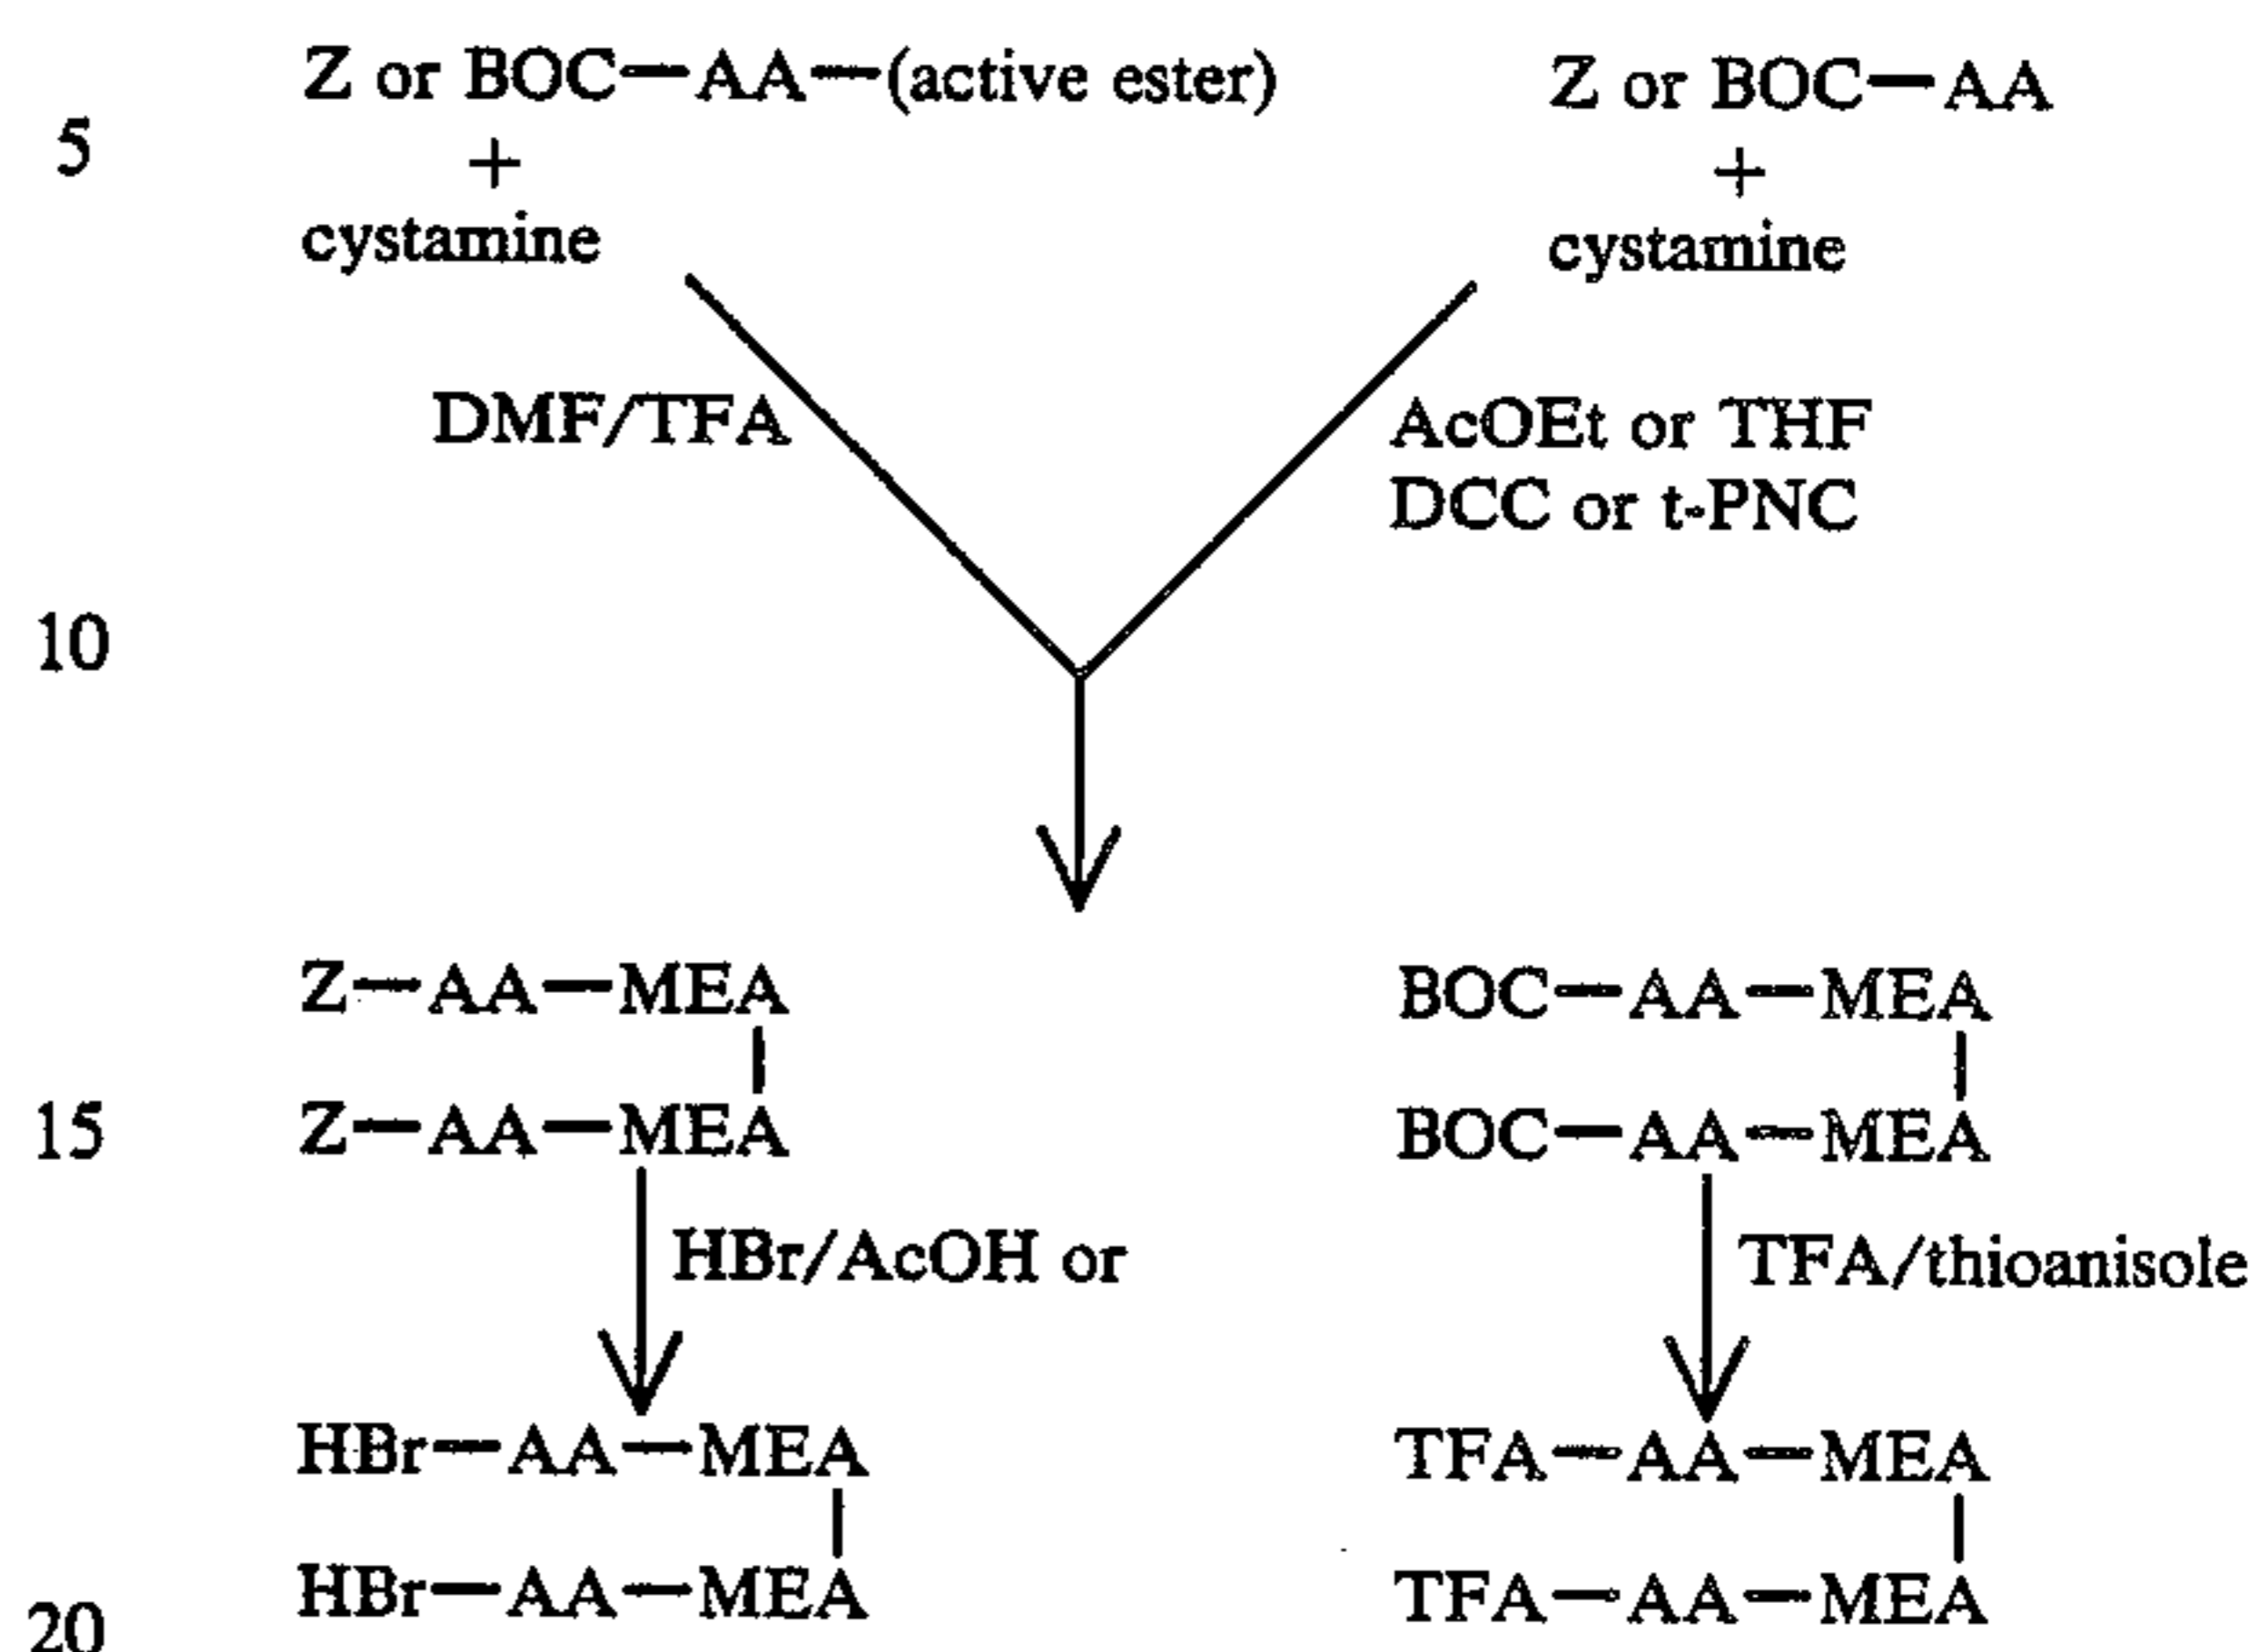 Z or BOC—AA—(active ester) Z or BOC—AA
5 + +
cystamine cystamine
DMF/TFA AcOEt or THF
DCC or t-PNC
10
Z—AA—MEA BOC—AA—MEA
15 Z—AA—MEA BOC—AA—MEA
HBr/AcOH or TFA/thioanisole
HBr—AA—MEA TFA—AA—MEA
HBr—AA—MEA TFA—AA—MEA
20